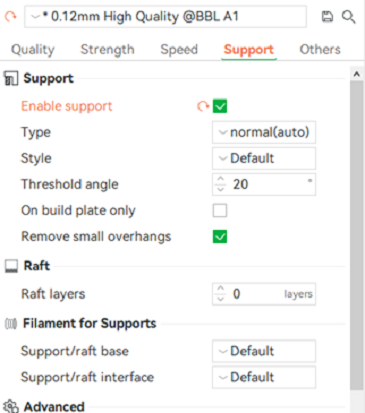 * 0.12mm High Quality @BBL A1
Quality Strength Speed Support Others
Support
Enable support
Type normal(auto)
Style Default
Threshold angle 20 °
On build plate only
Remove small overhangs
Raft
Raft layers 0 layers
Filament for Supports
Support/raft base Default
Support/raft interface Default
Advanced